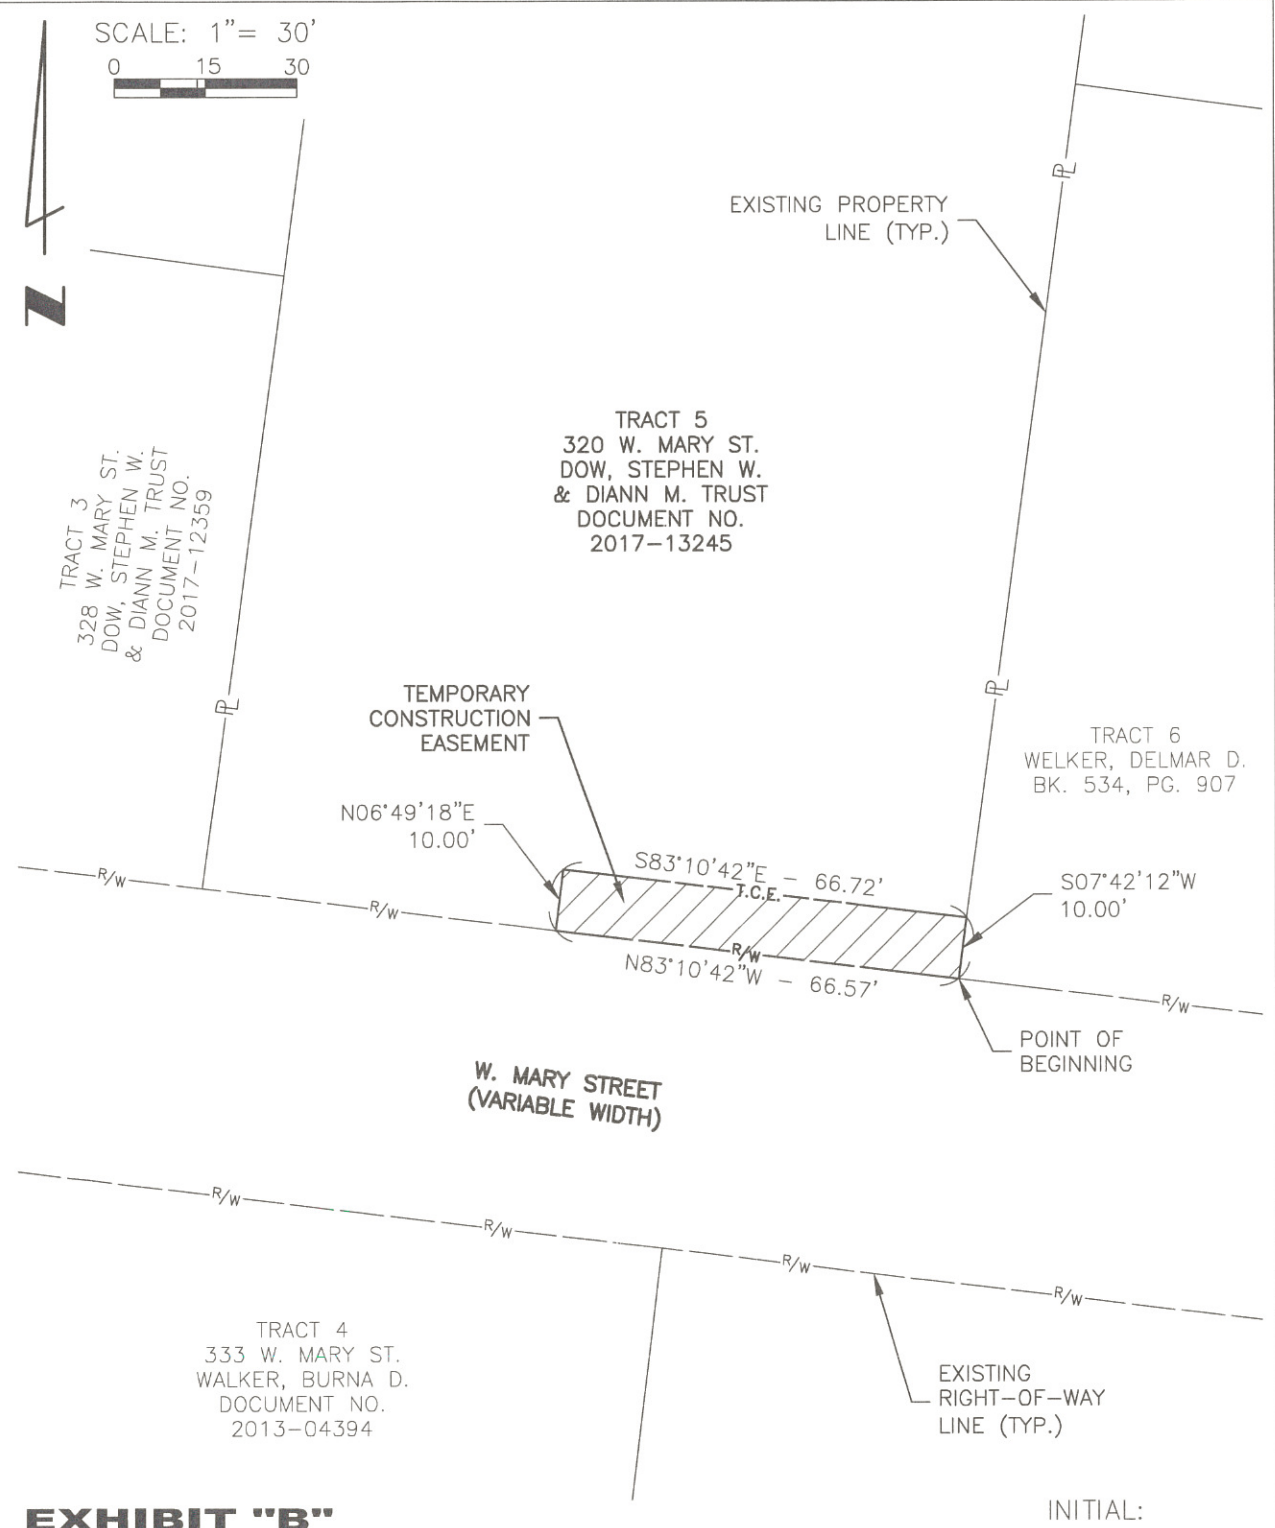 SCALE: 1"= 30'
0 15 30
N
EXISTING PROPERTY
LINE (TYP.)
PL
TRACT 5
320 W. MARY ST.
DOW, STEPHEN W.
& DIANN M. TRUST
DOCUMENT NO.
2017-13245
TRACT 3
328 W. MARY ST.
DOW, STEPHEN W.
& DIANN M. TRUST
DOCUMENT NO.
2017-12359
PL
PL
TEMPORARY
CONSTRUCTION
EASEMENT
TRACT 6
WELKER, DELMAR D.
BK. 534, PG. 907
N06°49'18"E
10.00'
S83°10'42"E - 66.72'
T.C.E.
S07°42'12"W
10.00'
R/W
R/W
R/W
N83°10'42"W - 66.57'
R/W
POINT OF
BEGINNING
W. MARY STREET
(VARIABLE WIDTH)
R/W
R/W
R/W
R/W
TRACT 4
333 W. MARY ST.
WALKER, BURNA D.
DOCUMENT NO.
2013-04394
EXISTING
RIGHT-OF-WAY
LINE (TYP.)
EXHIBIT "B"
INITIAL: